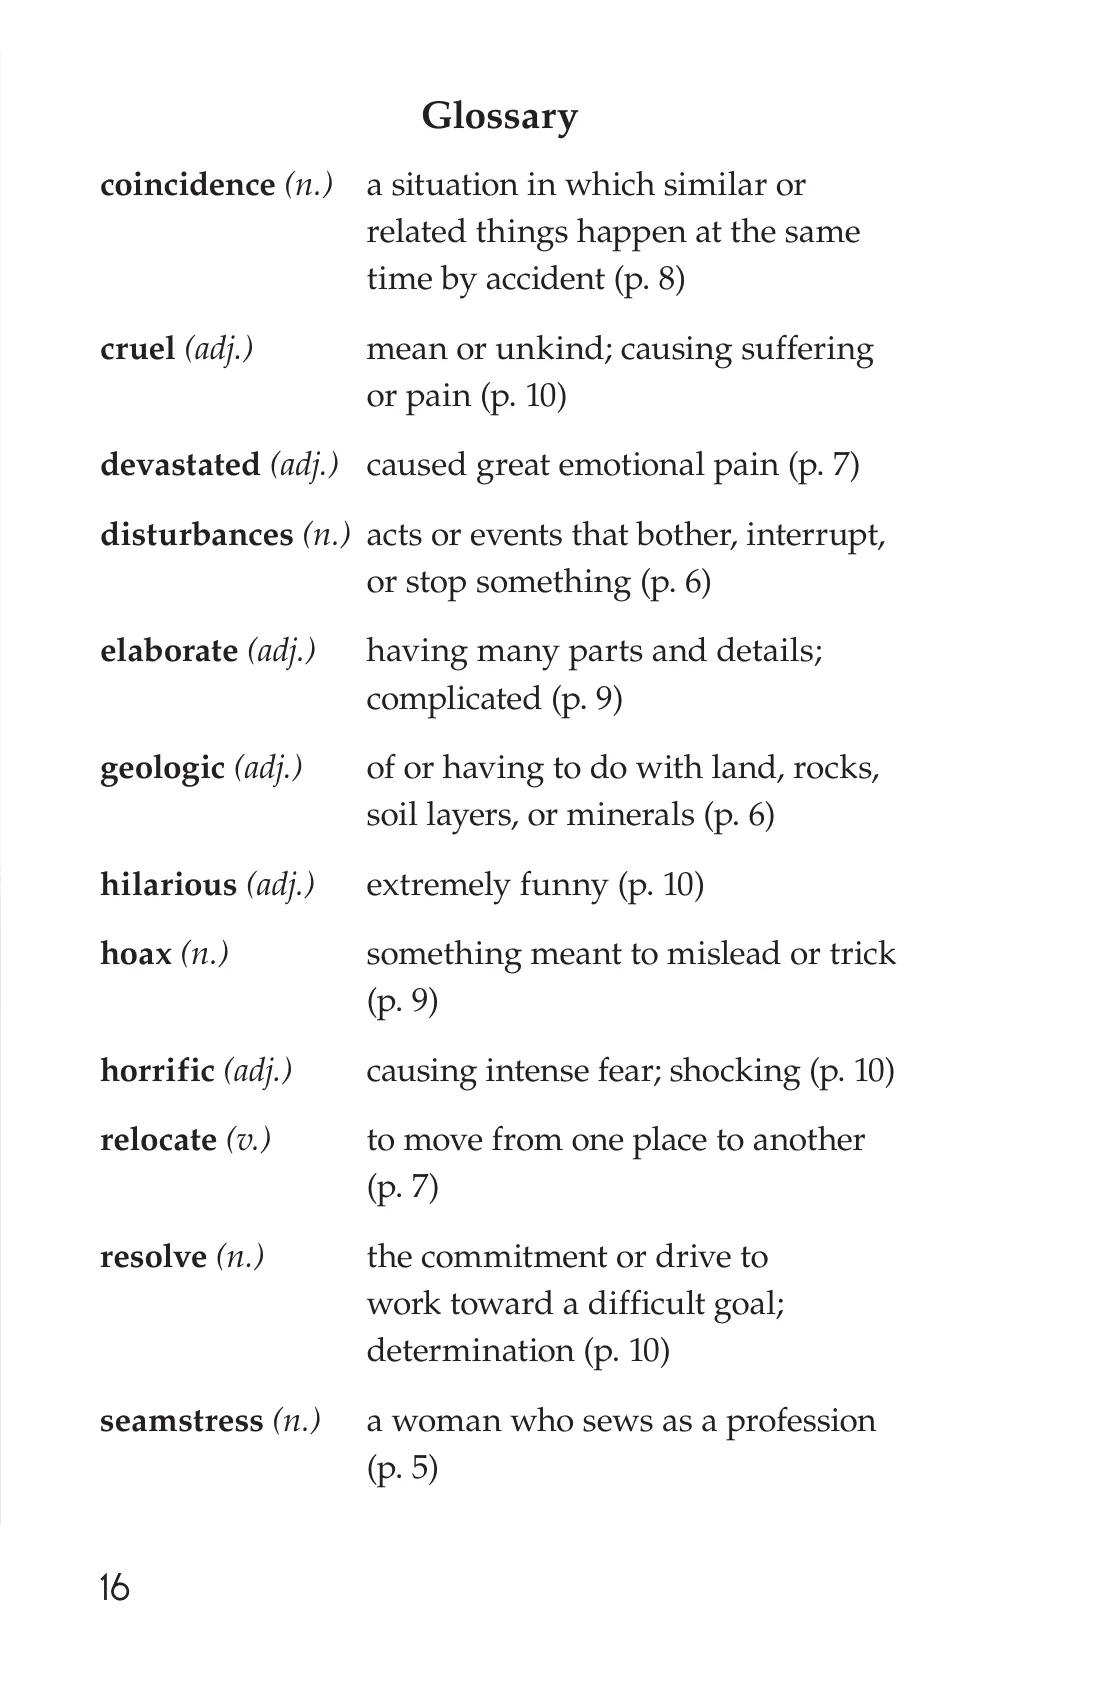 Glossary
coincidence (n.) a situation in which similar or
related things happen at the same
time by accident (p. 8)
cruel (adj.) mean or unkind; causing suffering
or pain (p. 10)
devastated (adj.) caused great emotional pain (p. 7)
disturbances (n.) acts or events that bother, interrupt,
or stop something (p. 6)
elaborate (adj.) having many parts and details;
complicated (p. 9)
geologic (adj.) of or having to do with land, rocks,
soil layers, or minerals (p. 6)
hilarious (adj.) extremely funny (p. 10)
hoax (n.) something meant to mislead or trick
(p. 9)
horrific (adj.) causing intense fear; shocking (p. 10)
relocate (v.) to move from one place to another
(p. 7)
resolve (n.) the commitment or drive to
work toward a difficult goal;
determination (p. 10)
seamstress (n.) a woman who sews as a profession
(p. 5)
16